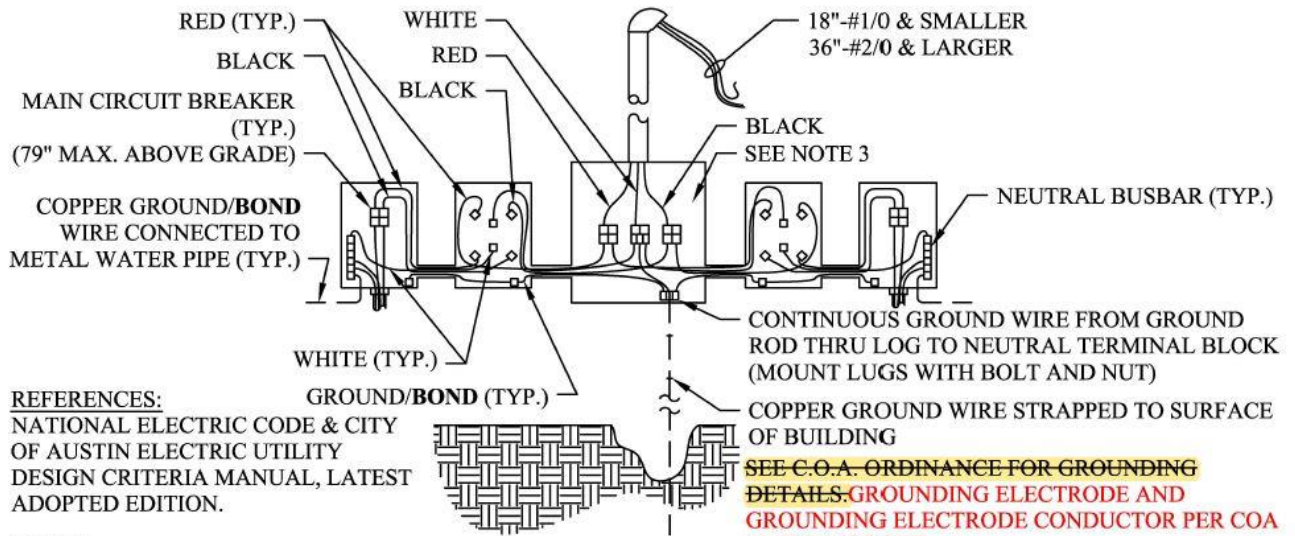 RED (TYP.)
BLACK
MAIN CIRCUIT BREAKER
(TYP.)
(79" MAX. ABOVE GRADE)
COPPER GROUND/BOND
WIRE CONNECTED TO
METAL WATER PIPE (TYP.)
WHITE
RED
BLACK
18"-#1/0 & SMALLER
36"-#2/0 & LARGER
BLACK
SEE NOTE 3
NEUTRAL BUSBAR (TYP.)
WHITE (TYP.)
GROUND/BOND (TYP.)
CONTINUOUS GROUND WIRE FROM GROUND
ROD THRU LOG TO NEUTRAL TERMINAL BLOCK
(MOUNT LUGS WITH BOLT AND NUT)
COPPER GROUND WIRE STRAPPED TO SURFACE
OF BUILDING
SEE C.O.A. ORDINANCE FOR GROUNDING
DETAILS.GROUNDING ELECTRODE AND
GROUNDING ELECTRODE CONDUCTOR PER COA
REFERENCES:
NATIONAL ELECTRIC CODE & CITY
OF AUSTIN ELECTRIC UTILITY
DESIGN CRITERIA MANUAL, LATEST
ADOPTED EDITION.